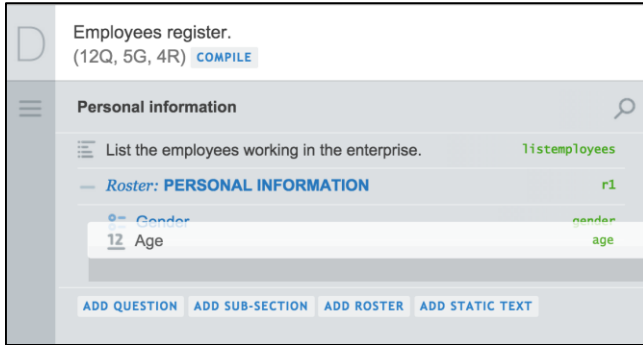 D
Employees register.
(12Q, 5G, 4R) COMPILE
Personal information
List the employees working in the enterprise. listemployees
Roster: PERSONAL INFORMATION r1
Gender gender
12 Age age
ADD QUESTION ADD SUB-SECTION ADD ROSTER ADD STATIC TEXT